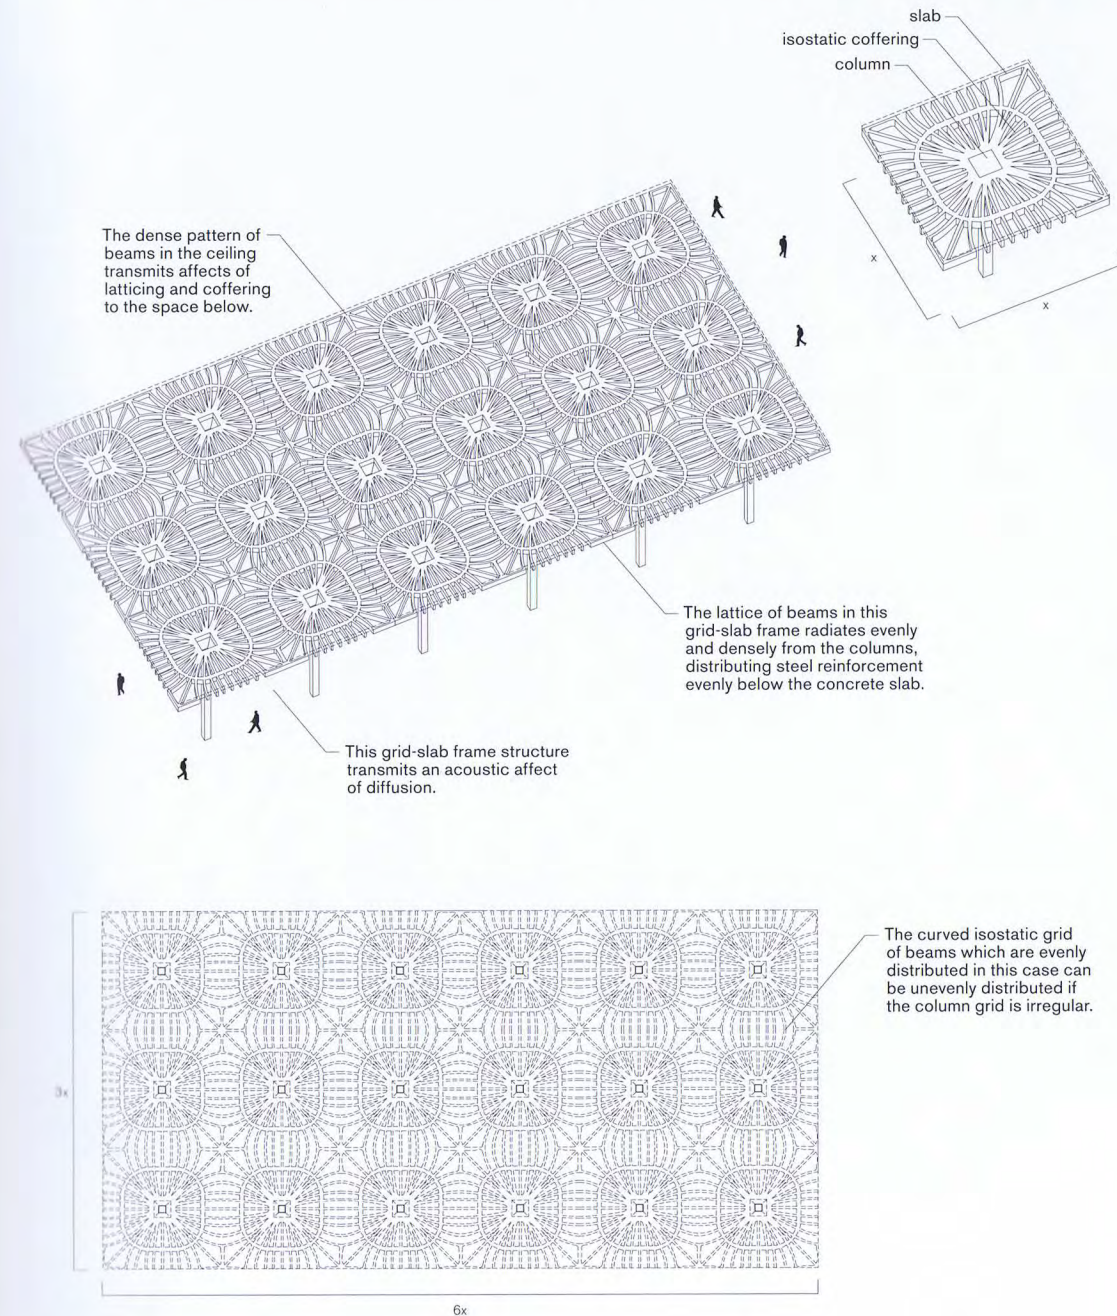 slab
isostatic coffering
column
x
x
The dense pattern of
beams in the ceiling
transmits affects of
latticing and coffering
to the space below.
The lattice of beams in this
grid-slab frame radiates evenly
and densely from the columns,
distributing steel reinforcement
evenly below the concrete slab.
This grid-slab frame structure
transmits an acoustic affect
of diffusion.
The curved isostatic grid
of beams which are evenly
distributed in this case can
be unevenly distributed if
the column grid is irregular.
3x
6x